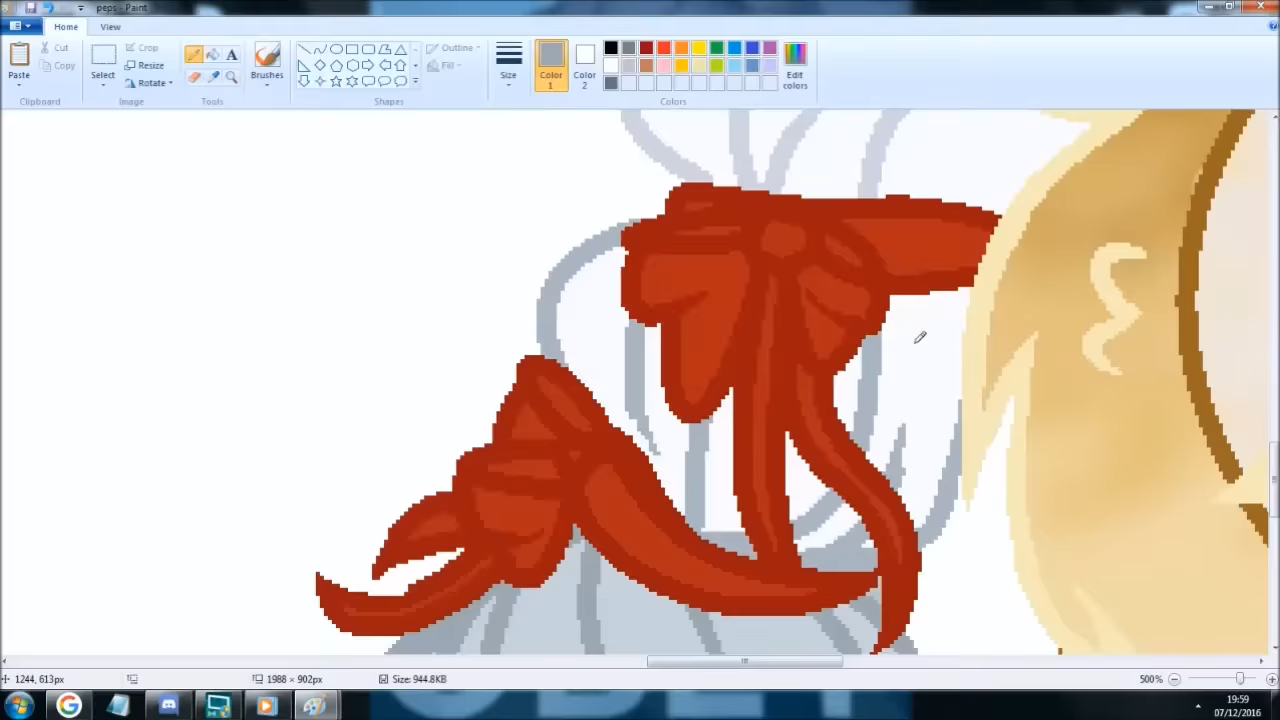 peps - Paint
Home View
Paste
Cut
Copy
Clipboard
Select
Crop
Resize
Rotate
Image
A
Tools
Brushes
Outline
Fill
Shapes
Size
Color 1
Color 2
Edit colors
Colors
1244, 613px
1988 × 902px
Size: 944.8KB
500%
19:59
07/12/2016